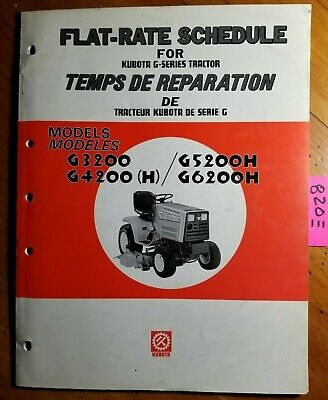 FLAT-RATE SCHEDULE
FOR
KUBOTA G-SERIES TRACTOR
TEMPS DE REPARATION
DE
TRACTEUR KUBOTA DE SERIE G
MODELS
MODELES
G3200 / G5200H
G4200 (H) / G6200H
KUBOTA